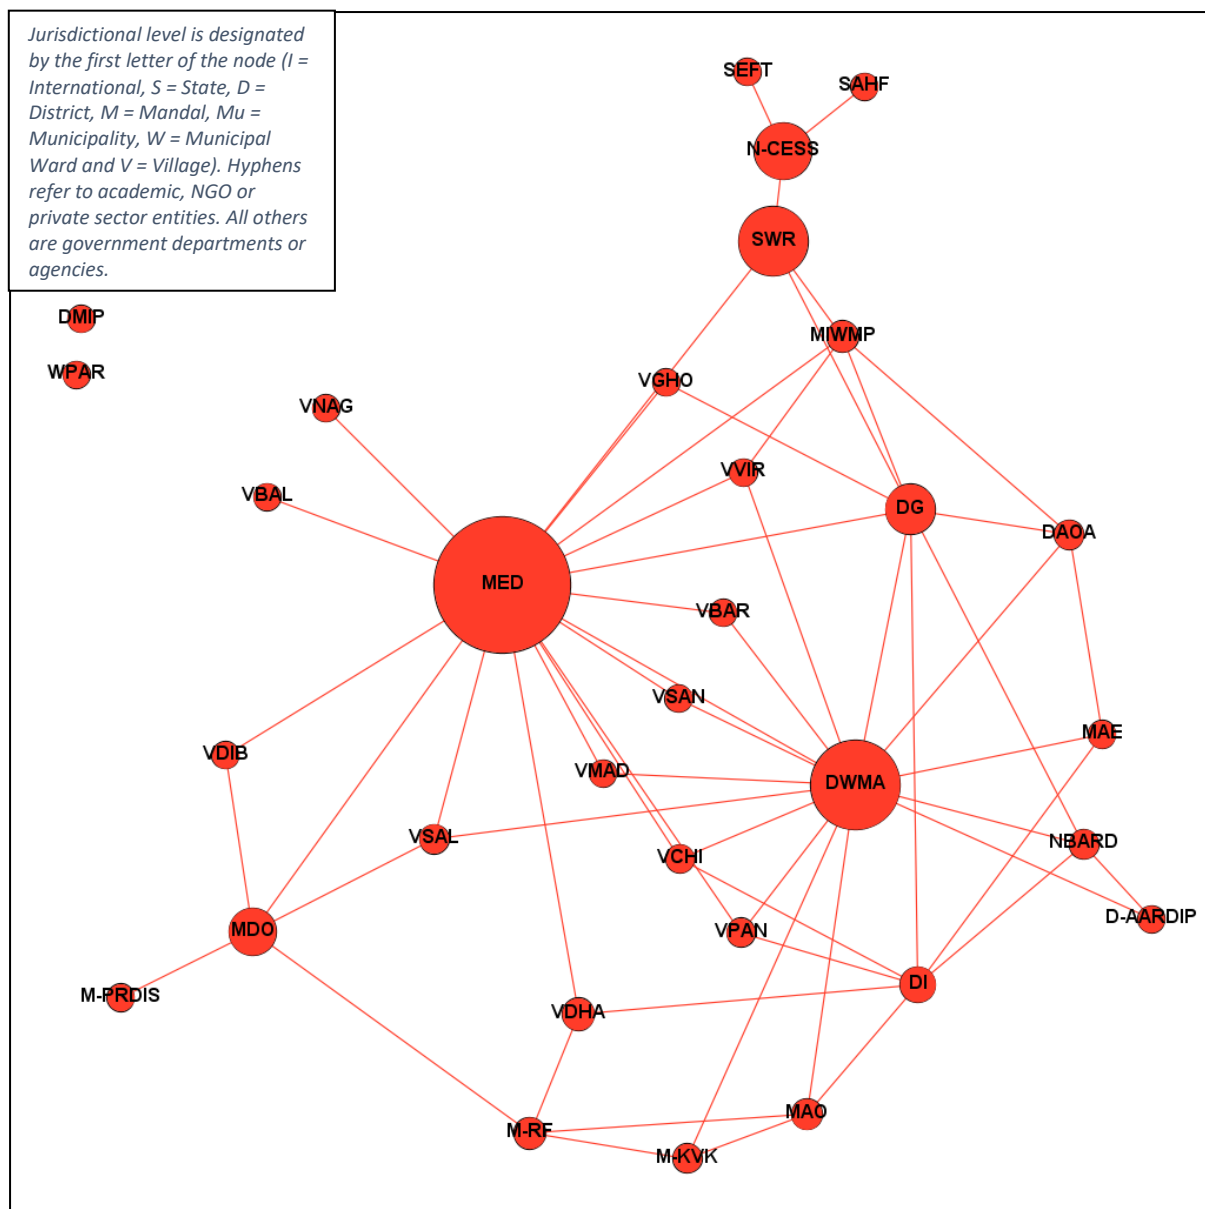 Jurisdictional level is designated
by the first letter of the node (I =
International, S = State, D =
District, M = Mandal, Mu =
Municipality, W = Municipal
Ward and V = Village). Hyphens
refer to academic, NGO or
private sector entities. All others
are government departments or
agencies.
SEFT
SAHF
N-CESS
SWR
DMIP
MIWMP
WPAR
VGHO
VNAG
VVIR
VBAL
DG
DAOA
MED
VBAR
VSAN
MAE
VDIB
VMAD
DWMA
VSAL
VCHI
NBARD
D-AARDIP
MDO
VPAN
DI
M-PRDIS
VDHA
MAO
M-RF
M-KVK